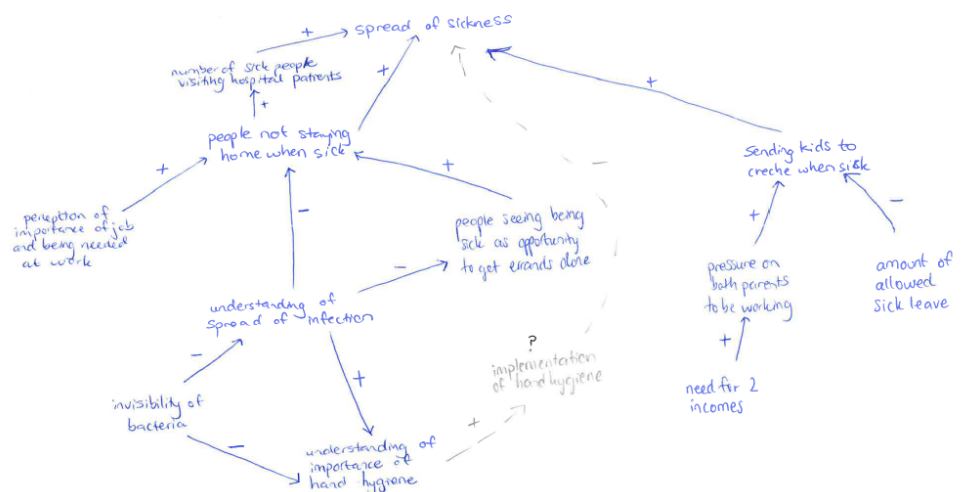 spread of sickness
+
number of sick people
visiting hospital patients
+
+
people not staying
home when sick
+
perception of
importance of job
and being needed
at work
-
+
people seeing being
sick as opportunity
to get errands done
-
understanding of
spread of infection
-
invisibility of
bacteria
-
+
understanding of
importance of
hand hygiene
+
?
implementation
of hand hygiene
-
+
sending kids to
creche when sick
+
-
pressure on
both parents
to be working
amount of
allowed
sick leave
+
need for 2
incomes